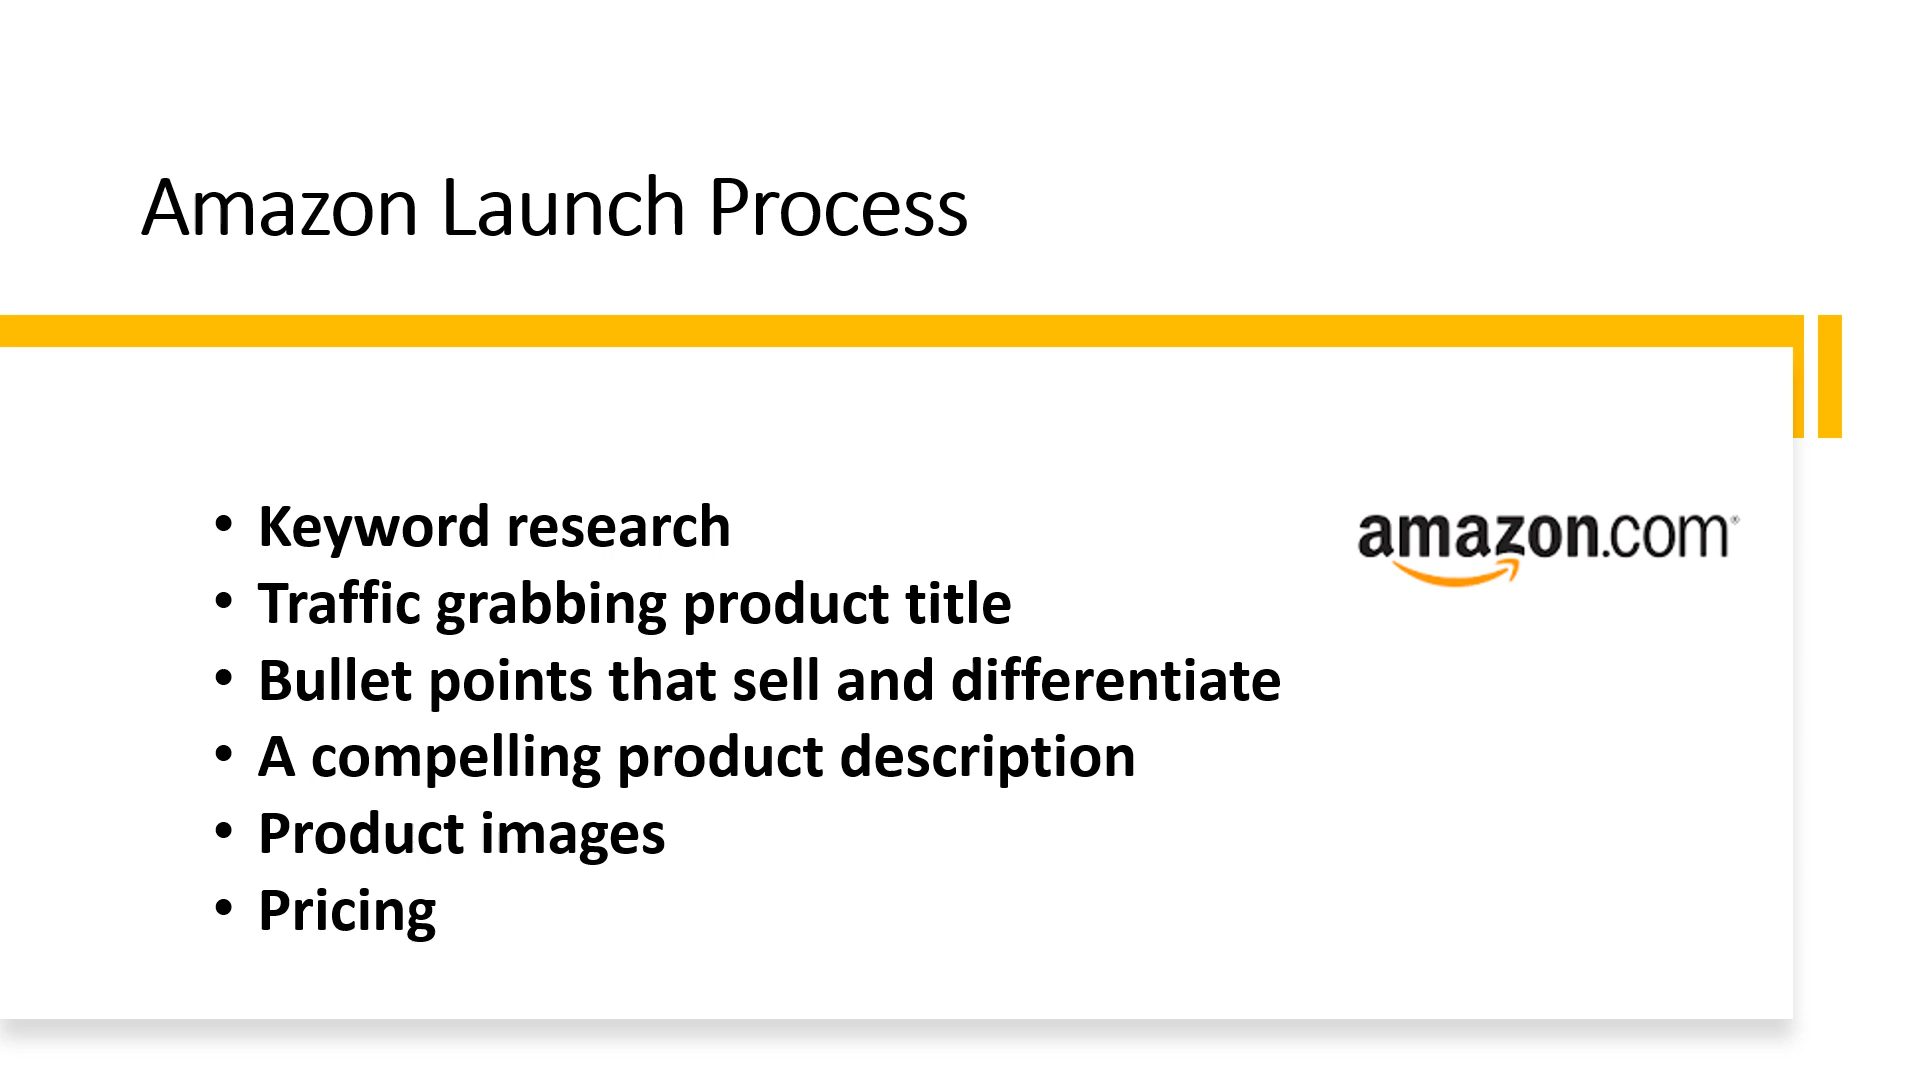 Amazon Launch Process
• Keyword research
• Traffic grabbing product title
• Bullet points that sell and differentiate
• A compelling product description
• Product images
• Pricing
amazon.com®